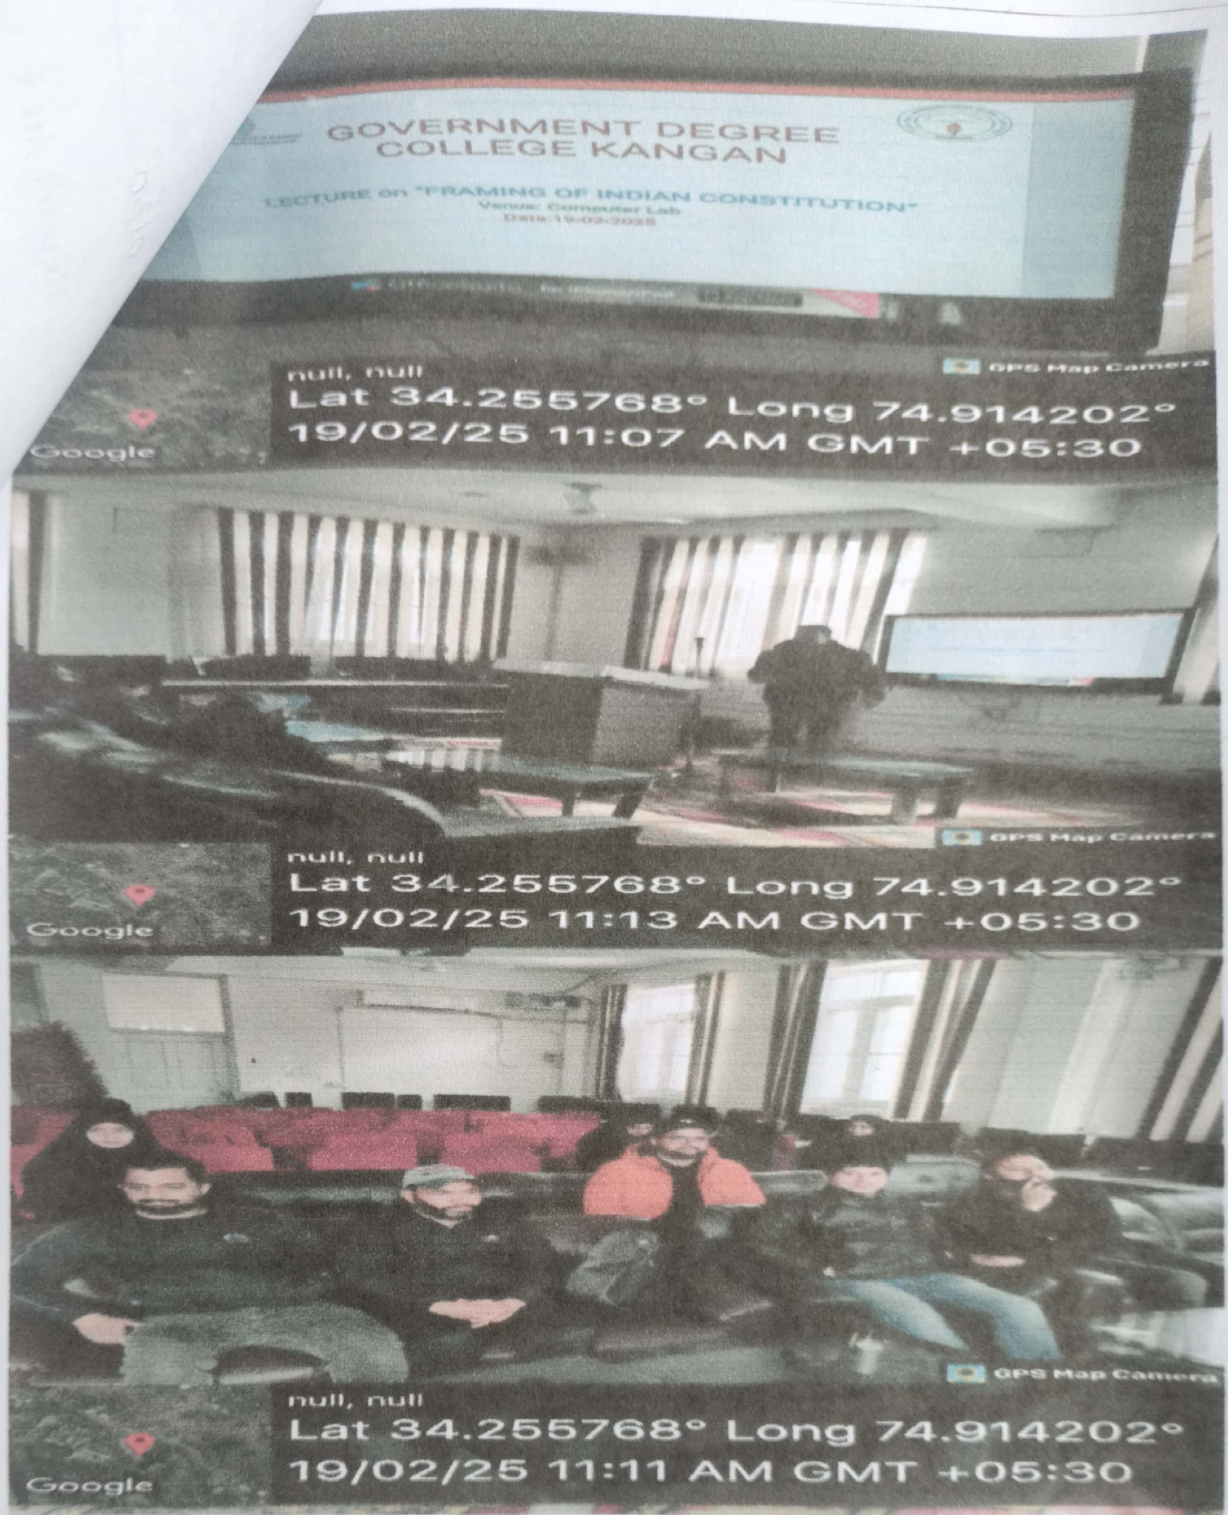 GOVERNMENT DEGREE
COLLEGE KANGAN
LECTURE on "FRAMING OF INDIAN CONSTITUTION"
Venue: Computer Lab
Date:19-02-2025
GPS Map Camera
null, null
Lat 34.255768° Long 74.914202°
19/02/25 11:07 AM GMT +05:30
Google
GPS Map Camera
null, null
Lat 34.255768° Long 74.914202°
19/02/25 11:13 AM GMT +05:30
Google
GPS Map Camera
null, null
Lat 34.255768° Long 74.914202°
19/02/25 11:11 AM GMT +05:30
Google